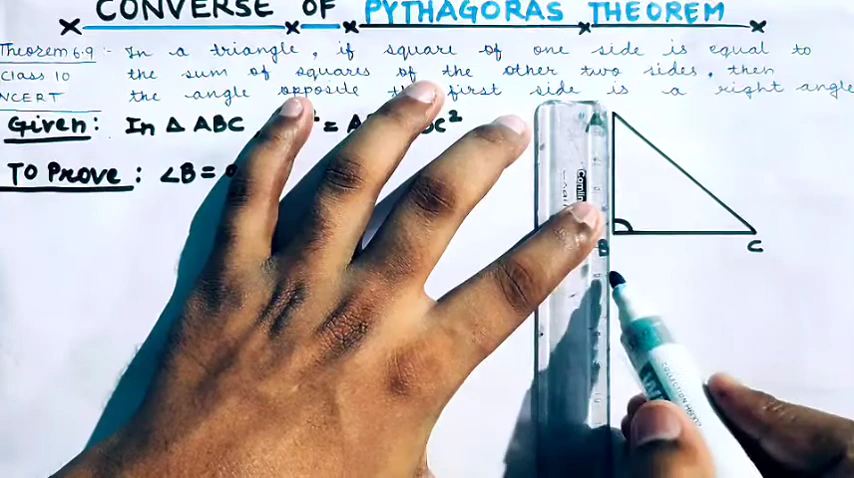 CONVERSE OF PYTHAGORAS THEOREM
Theorem 6.9 :- In a triangle, if square of one side is equal to
Class 10 the sum of squares of the other two sides, then
NCERT the angle opposite first side is a right angle
Given: In Δ ABC
TO PROVE: ∠B =
A
B
C